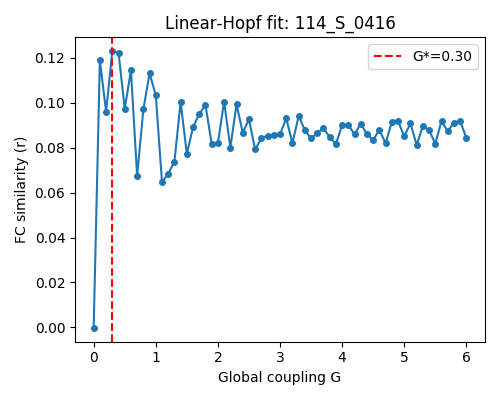 Linear-Hopf fit: 114_S_0416
G*=0.30
FC similarity (r)
0.12
0.10
0.08
0.06
0.04
0.02
0.00
0 1 2 3 4 5 6
Global coupling G